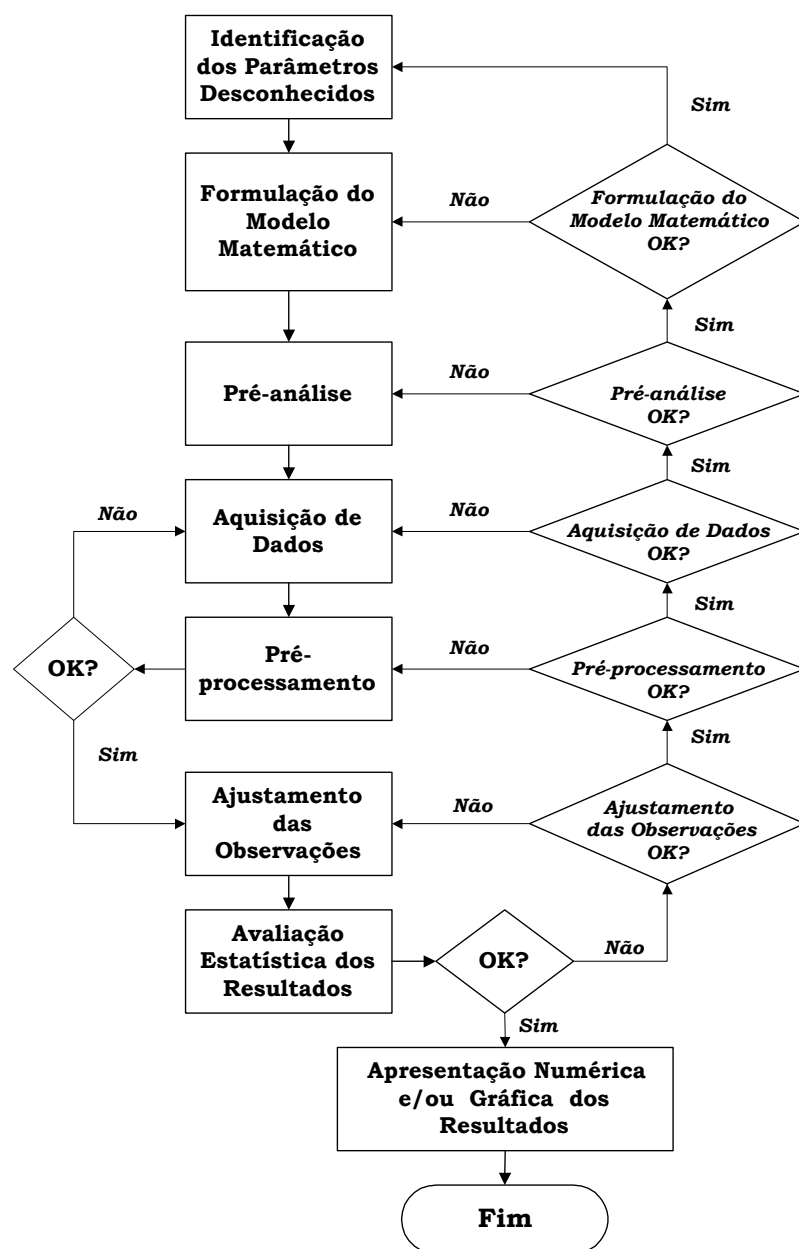 Identificação
dos Parâmetros
Desconhecidos
Sim
Formulação do
Modelo
Matemático
Não
Formulação do
Modelo Matemático
OK?
Sim
Pré-análise
Não
Pré-análise
OK?
Sim
Não
Aquisição de
Dados
Não
Aquisição de Dados
OK?
Sim
OK?
Pré-
processamento
Não
Pré-processamento
OK?
Sim
Sim
Ajustamento
das
Observações
Não
Ajustamento
das Observações
OK?
Avaliação
Estatística dos
Resultados
OK?
Não
Sim
Apresentação Numérica
e/ou Gráfica dos
Resultados
Fim